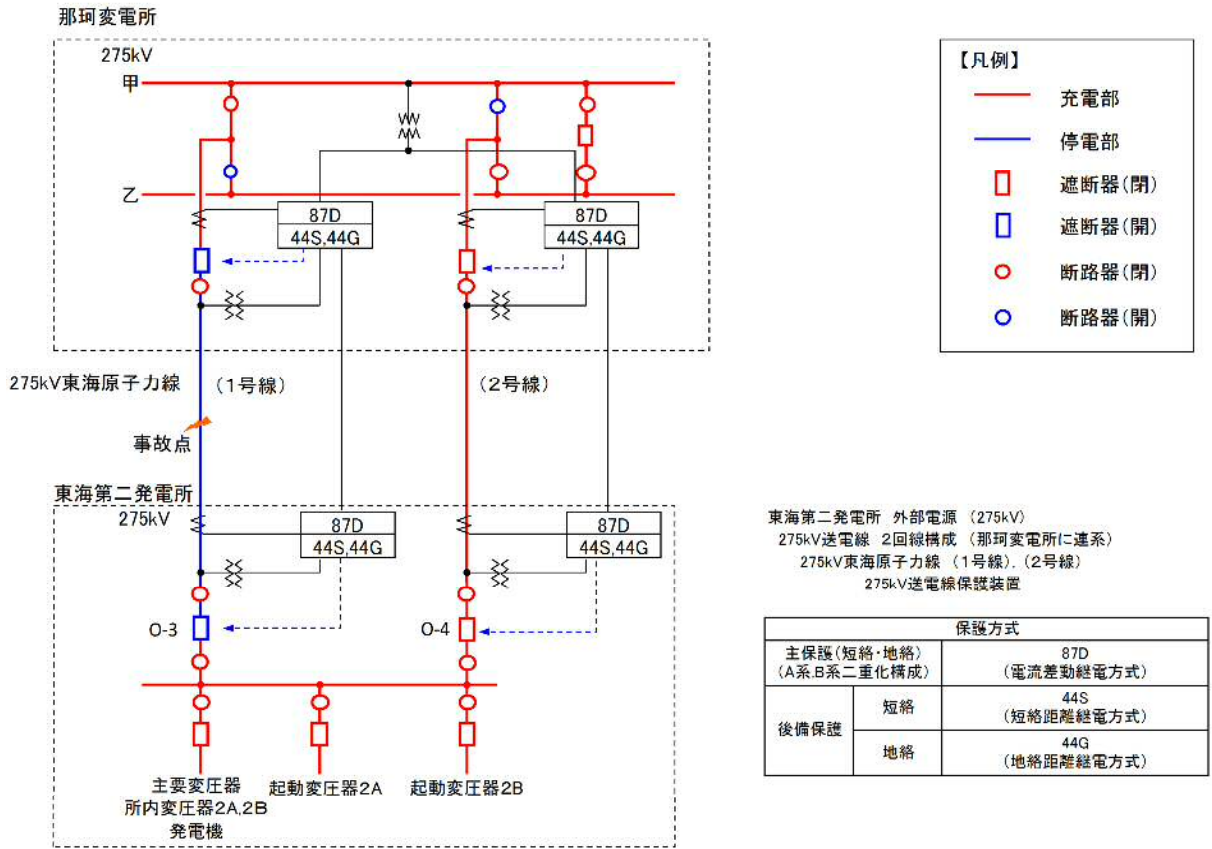 那珂変電所
275kV
甲
乙
87D
44S,44G
87D
44S,44G
275kV東海原子力線 (1号線)
(2号線)
事故点
東海第二発電所
275kV
87D
44S,44G
87D
44S,44G
O-3
O-4
主要変圧器
所内変圧器2A,2B
発電機
起動変圧器2A
起動変圧器2B
【凡例】
充電部
停電部
遮断器(閉)
遮断器(開)
断路器(閉)
断路器(開)
東海第二発電所 外部電源 (275kV)
275kV送電線 2回線構成 (那珂変電所に連系)
275kV東海原子力線 (1号線).(2号線)
275kV送電線保護装置
保護方式
主保護(短絡・地絡)
(A系.B系二重化構成)
87D
(電流差動継電方式)
後備保護
短絡
44S
(短絡距離継電方式)
地絡
44G
(地絡距離継電方式)